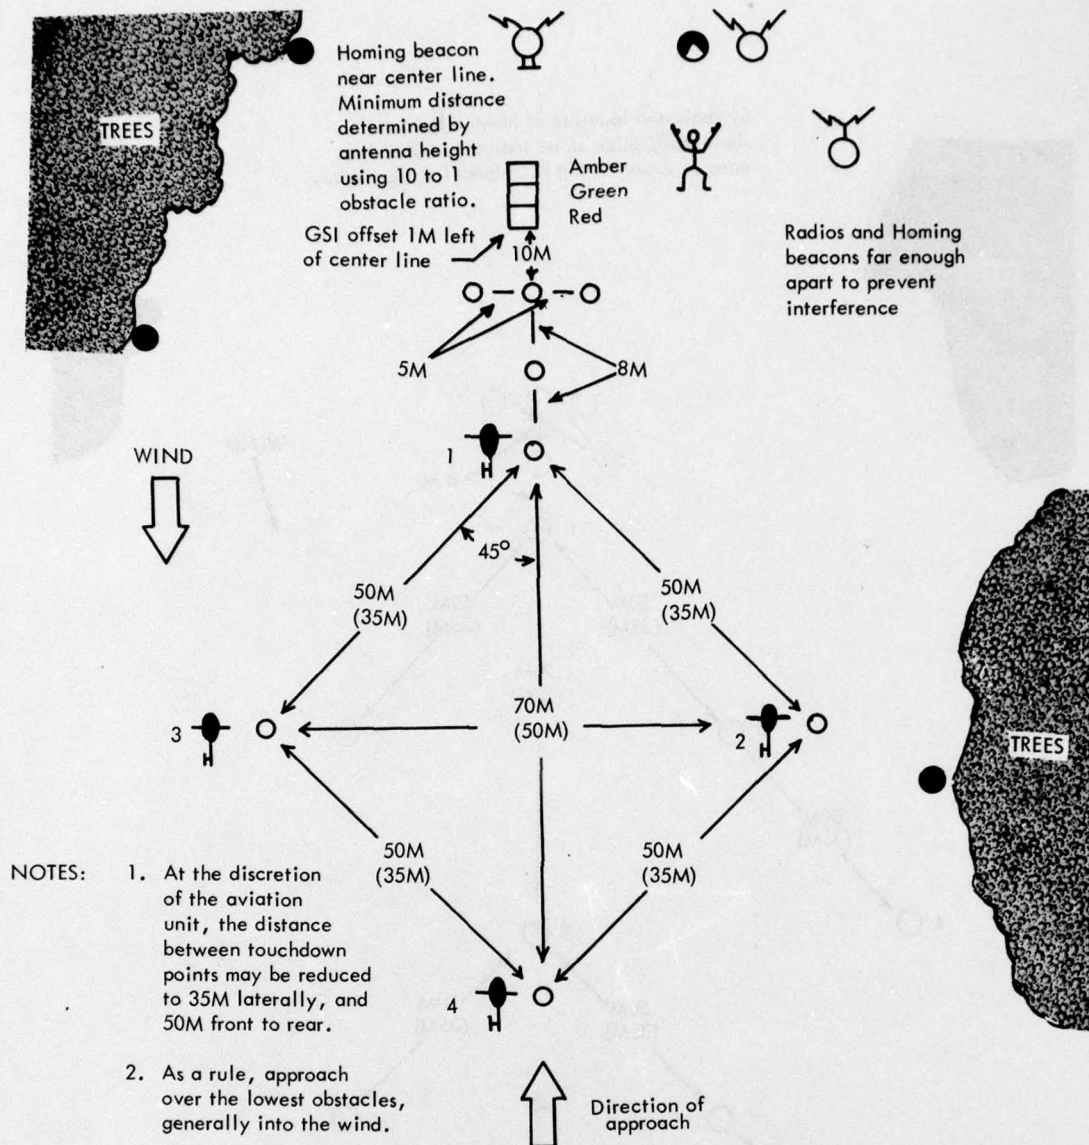 TREES
Homing beacon
near center line.
Minimum distance
determined by
antenna height
using 10 to 1
obstacle ratio.
Amber
Green
Red
GSI offset 1M left
of center line
10M
Radios and Homing
beacons far enough
apart to prevent
interference
5M
8M
WIND
1
H
45°
50M
(35M)
50M
(35M)
70M
(50M)
3
H
2
H
TREES
50M
(35M)
50M
(35M)
4
H
NOTES:
1. At the discretion
of the aviation
unit, the distance
between touchdown
points may be reduced
to 35M laterally, and
50M front to rear.
2. As a rule, approach
over the lowest obstacles,
generally into the wind.
Direction of
approach